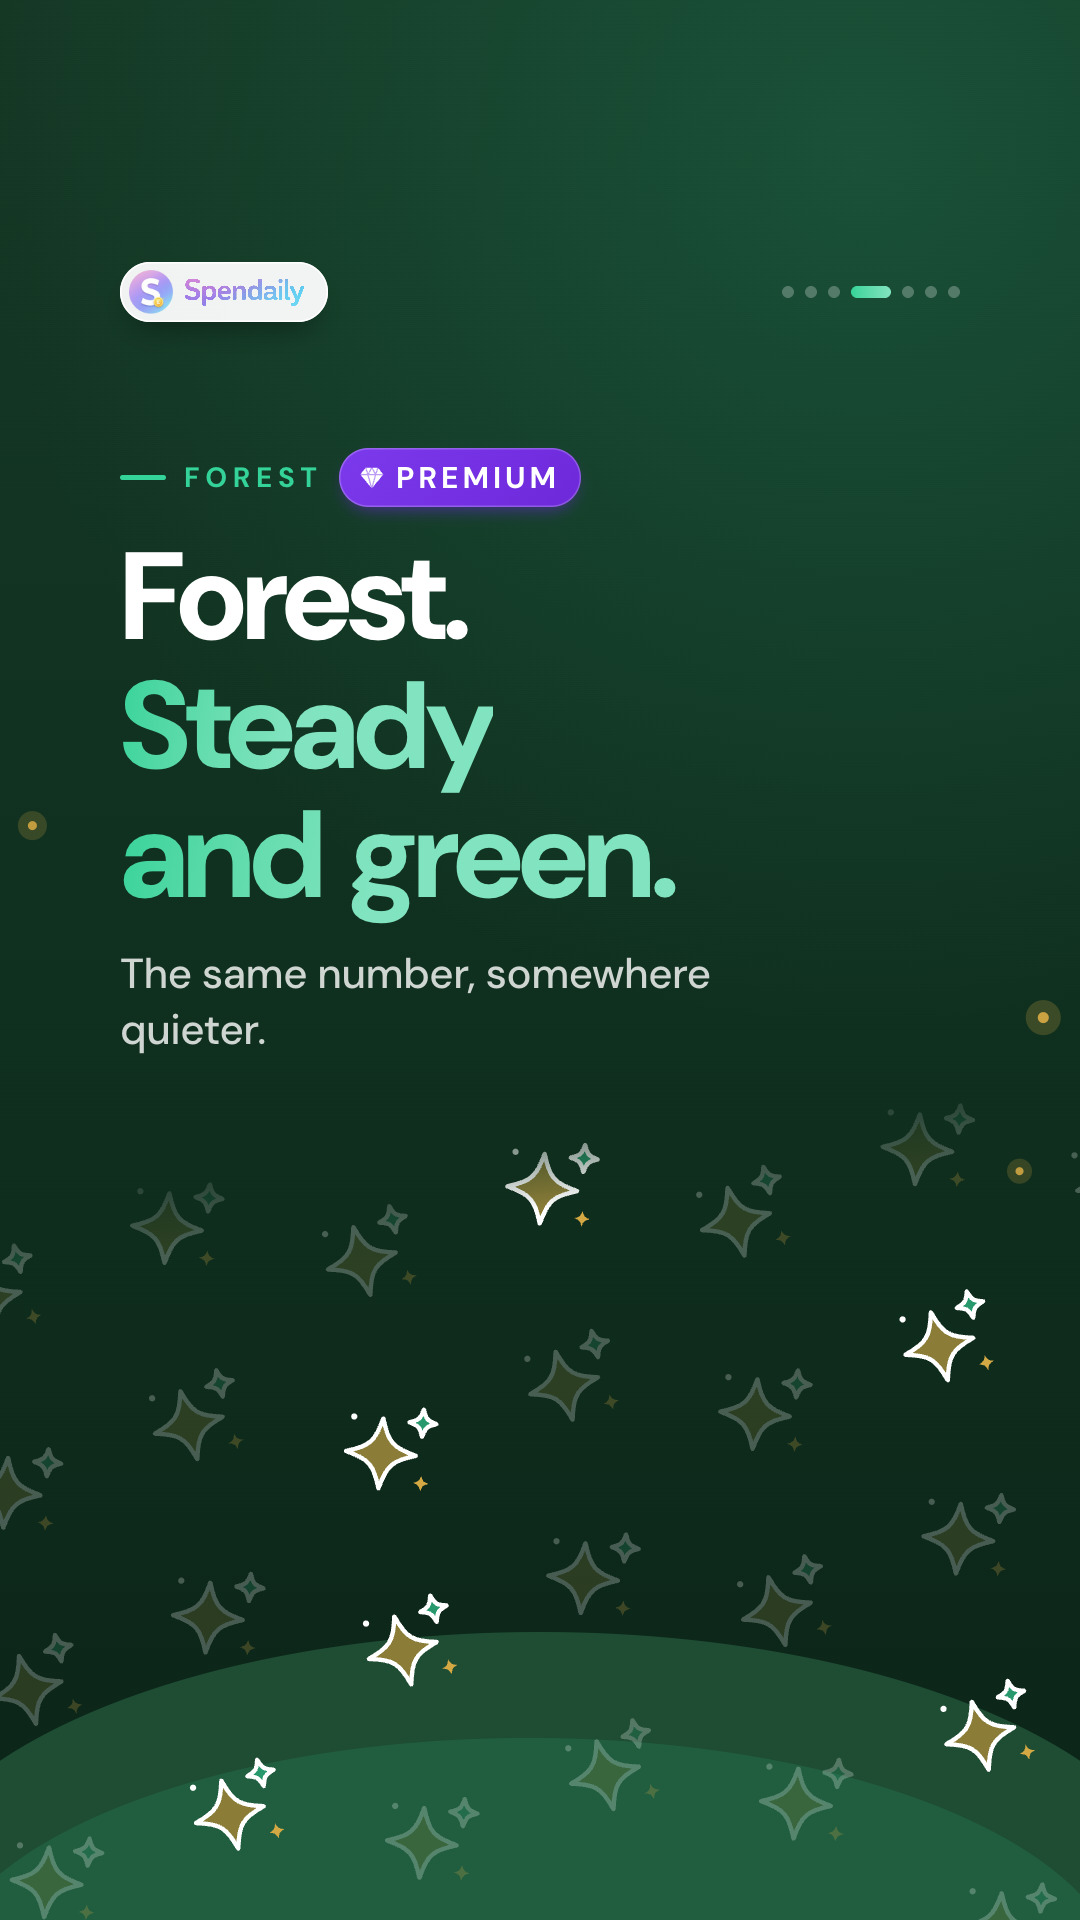 Spendaily
FOREST
PREMIUM
Forest.
Steady
and green.
The same number, somewhere
quieter.